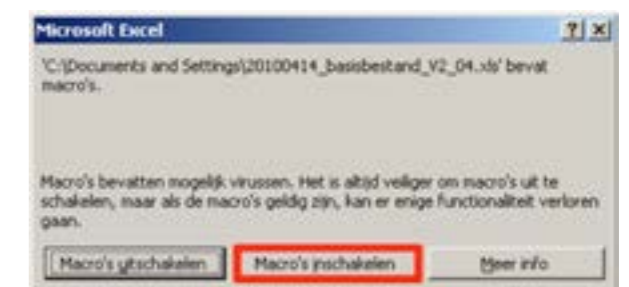 Microsoft Excel
'C:\Documents and Settings\20100414_basisbestand_V2_04.xls' bevat
macro's.
Macro's bevatten mogelijk virussen. Het is altijd veiliger om macro's uit te
schakelen, maar als de macro's geldig zijn, kan er enige functionaliteit verloren
gaan.
Macro's uitschakelen Macro's inschakelen Meer info